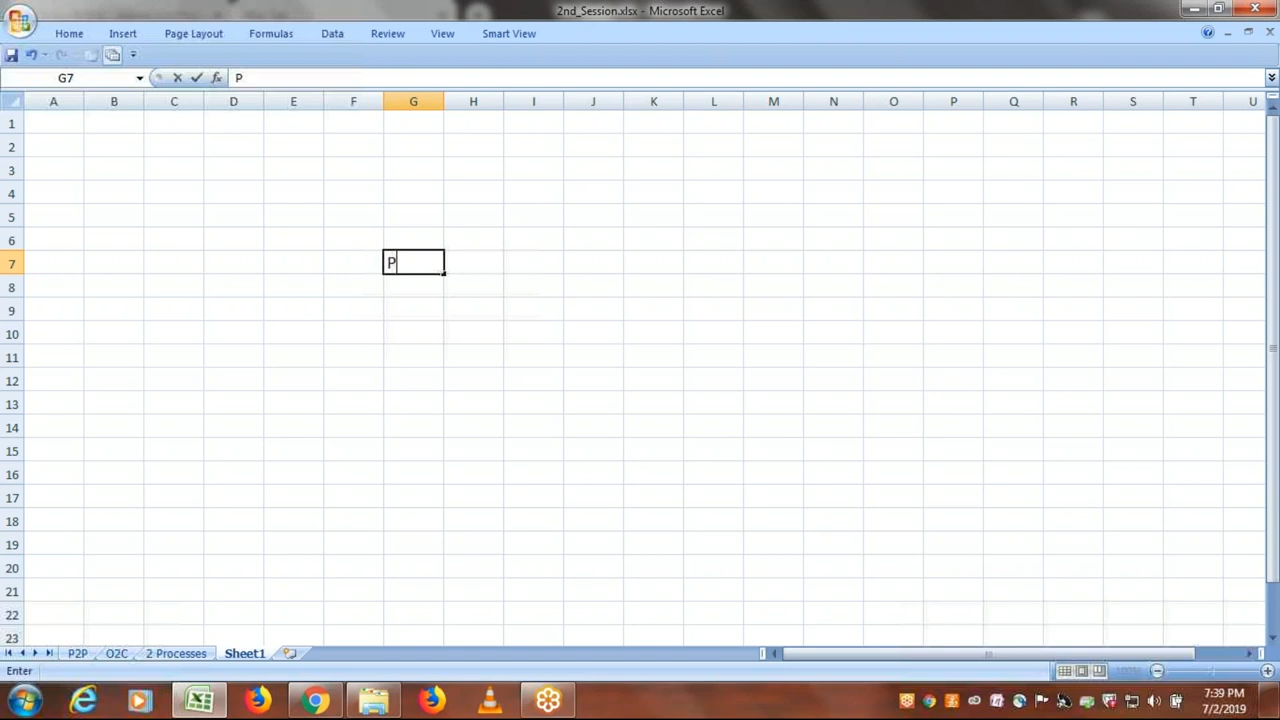 2nd_Session.xlsx - Microsoft Excel
Home Insert Page Layout Formulas Data Review View Smart View
G7 fx P
A B C D E F G H I J K L M N O P Q R S T U
1
2
3
4
5
6
7 P
8
9
10
11
12
13
14
15
16
17
18
19
20
21
22
23
P2P O2C 2 Processes Sheet1
Enter 100%
7:39 PM
7/2/2019